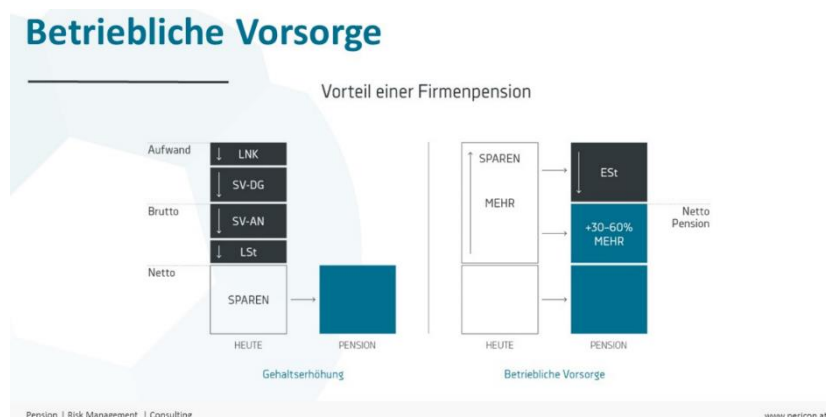 Betriebliche Vorsorge
Vorteil einer Firmenpension
Aufwand
LNK
SV-DG
Brutto
SV-AN
LSt
Netto
SPAREN
HEUTE
PENSION
Gehaltserhöhung
SPAREN
MEHR
ESt
+30-60%
MEHR
Netto
Pension
HEUTE
PENSION
Betriebliche Vorsorge
Pension | Risk Management | Consulting
www.pericon.at